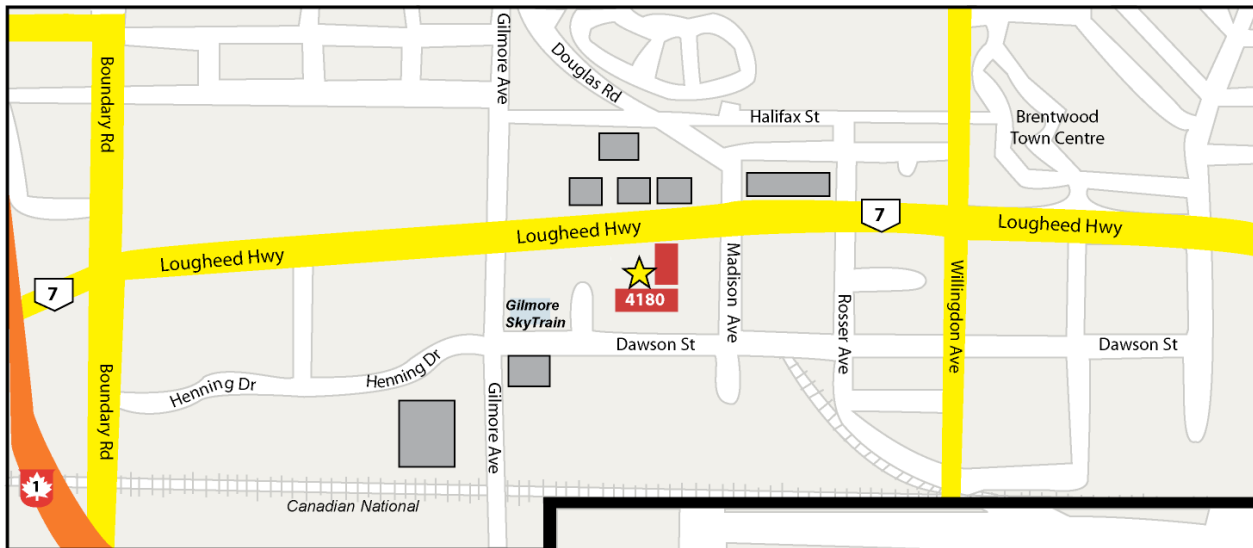 Gilmore Ave
Boundary Rd
Douglas Rd
Halifax St
Brentwood
Town Centre
7
Lougheed Hwy
Lougheed Hwy
Lougheed Hwy
7
Madison Ave
Rosser Ave
Willingdon Ave
4180
Gilmore
SkyTrain
Dawson St
Dawson St
Henning Dr
Henning Dr
Boundary Rd
Gilmore Ave
1
Canadian National